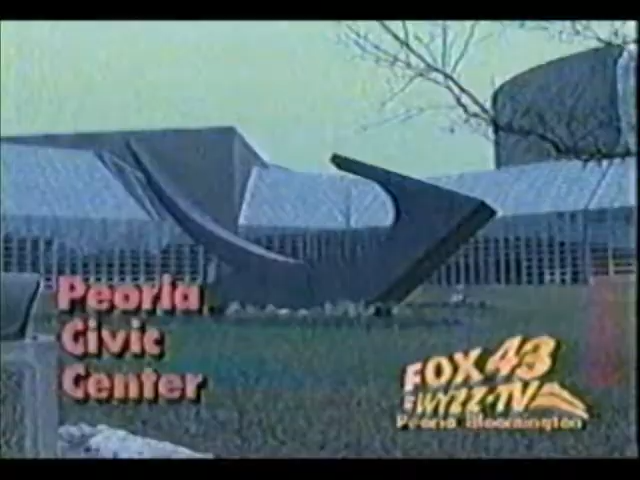 Peoria
Civic
Center
FOX 43
WYZZ-TV
Peoria Bloomington